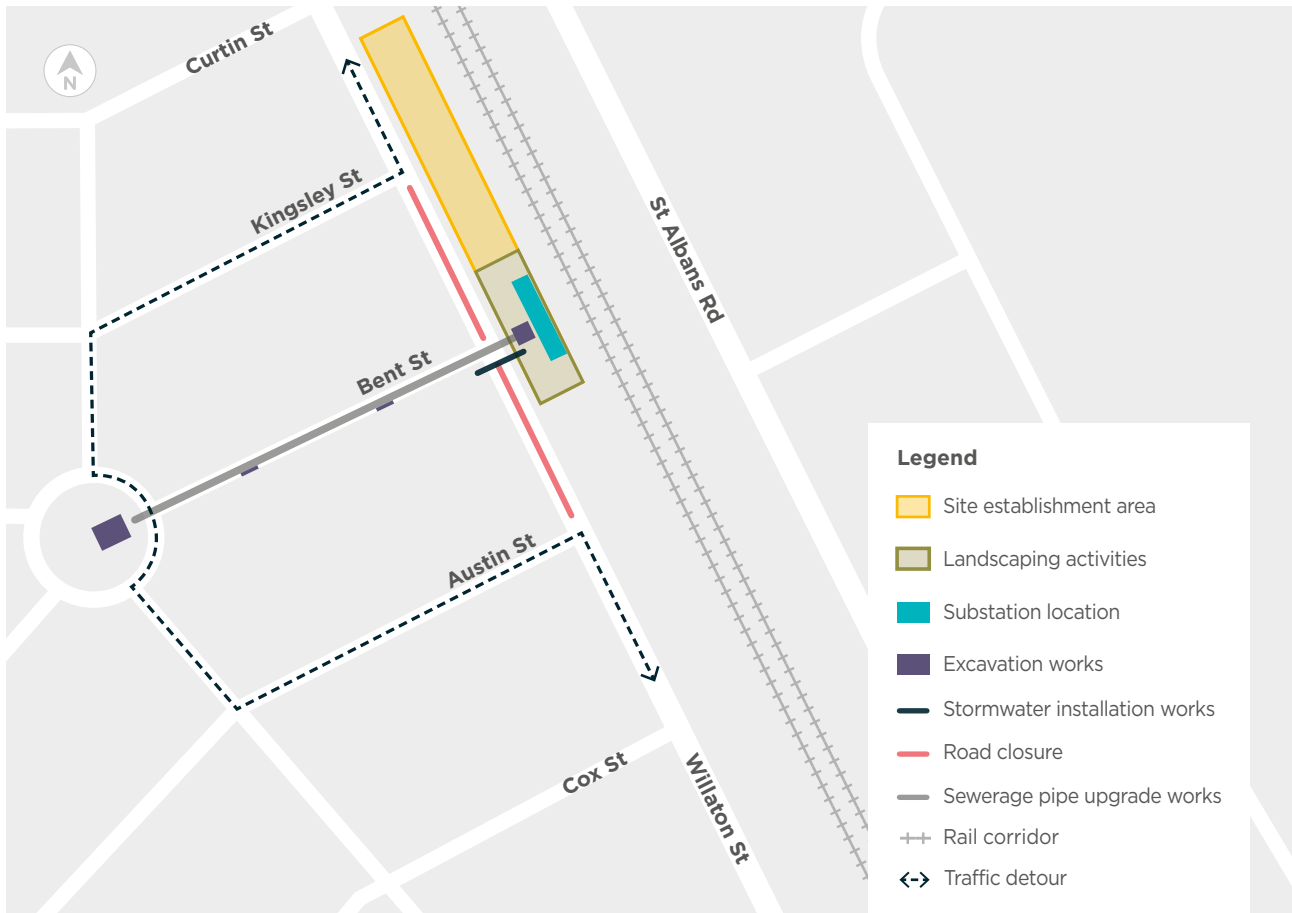 Curtin St
N
Kingsley St
St Albans Rd
Bent St
Austin St
Cox St
Willaton St
Legend
Site establishment area
Landscaping activities
Substation location
Excavation works
Stormwater installation works
Road closure
Sewerage pipe upgrade works
Rail corridor
Traffic detour